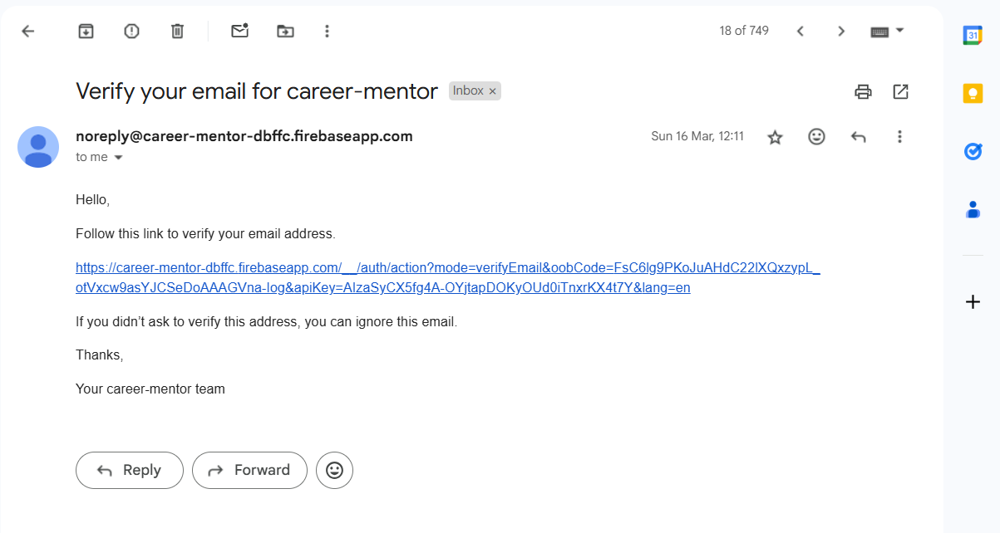 18 of 749
31
Verify your email for career-mentor Inbox ×
noreply@career-mentor-dbffc.firebaseapp.com Sun 16 Mar, 12:11
to me
Hello,
Follow this link to verify your email address.
https://career-mentor-dbffc.firebaseapp.com/__/auth/action?mode=verifyEmail&oobCode=FsC6lg9PKoJuAHdC22lXQxzypL_
otVxcw9asYJCSeDoAAAGVna-log&apiKey=AIzaSyCX5fg4A-OYjtapDOKyOUd0iTnxrKX4t7Y&lang=en
If you didn’t ask to verify this address, you can ignore this email.
Thanks,
Your career-mentor team
Reply Forward